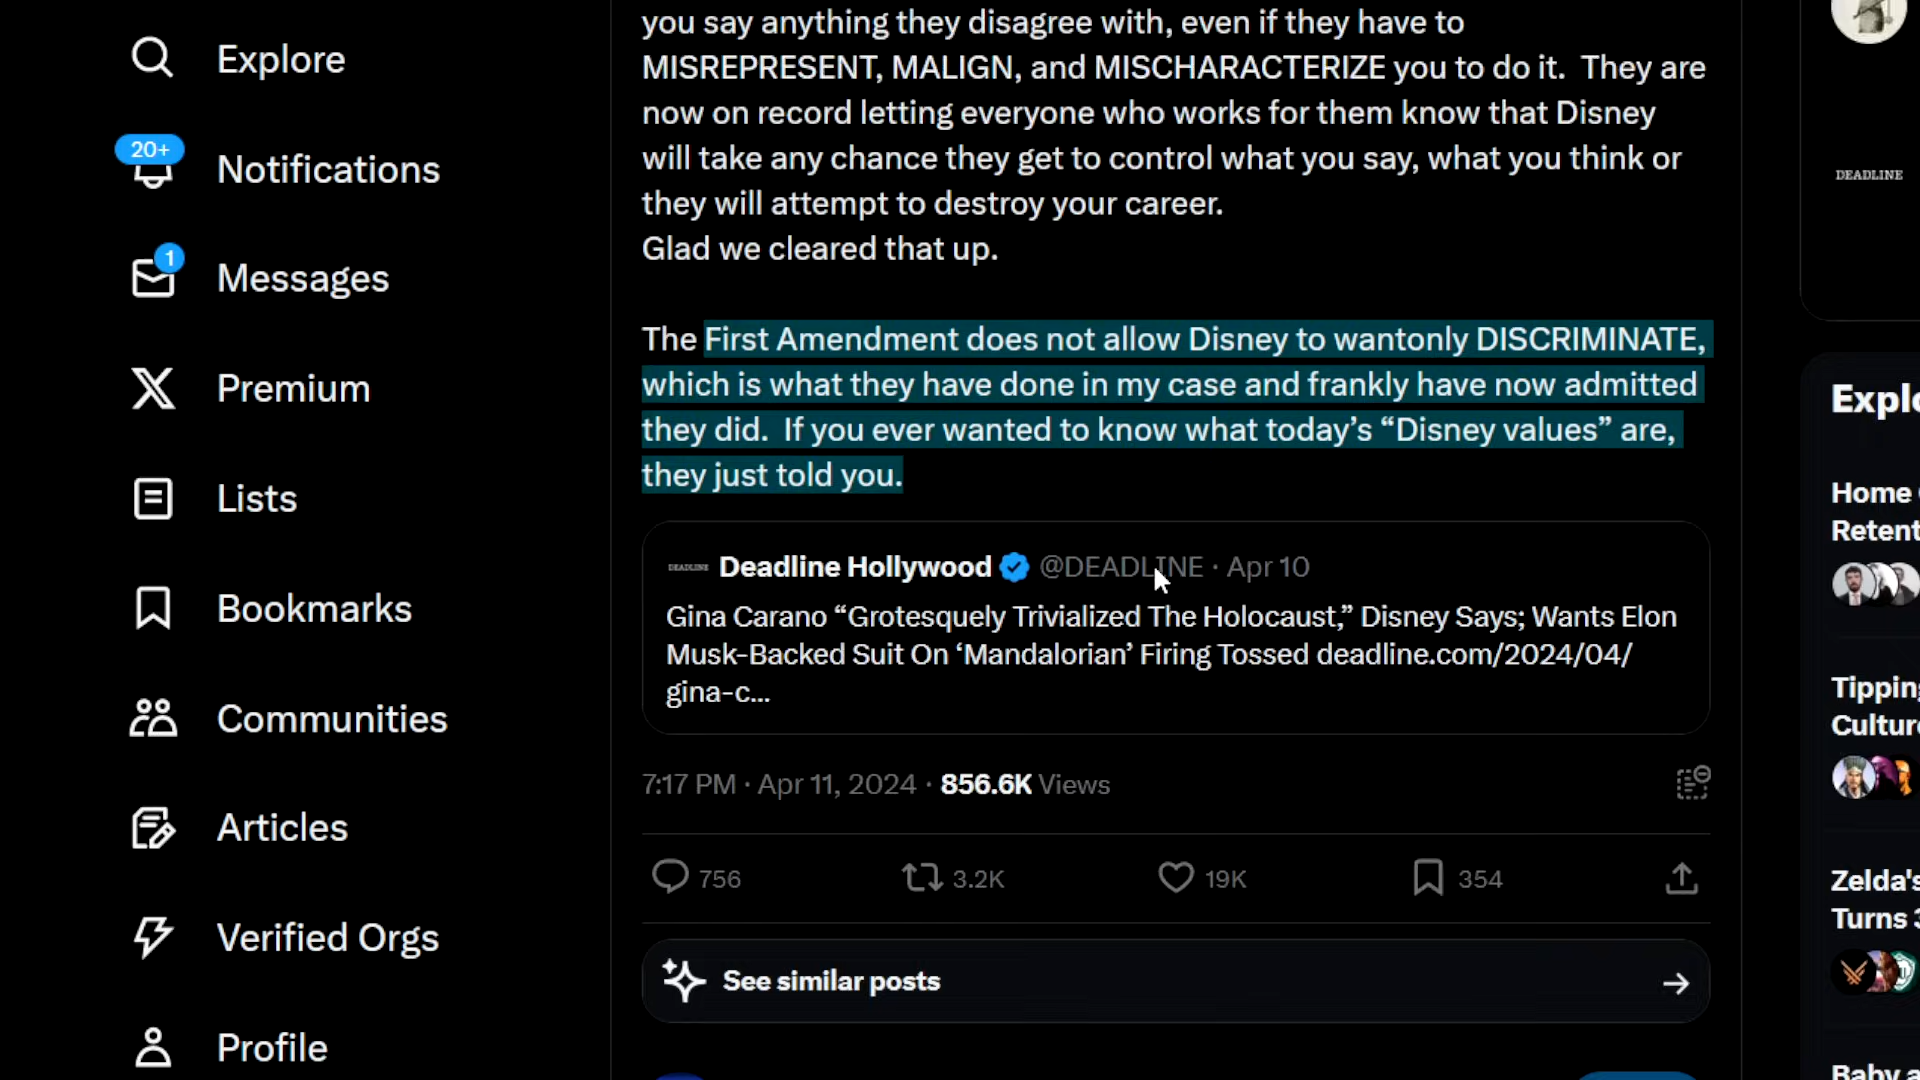 Explore
20+
Notifications
1
Messages
Premium
Lists
Bookmarks
Communities
Articles
Verified Orgs
Profile
you say anything they disagree with, even if they have to
MISREPRESENT, MALIGN, and MISCHARACTERIZE you to do it. They are
now on record letting everyone who works for them know that Disney
will take any chance they get to control what you say, what you think or
they will attempt to destroy your career.
Glad we cleared that up.
The First Amendment does not allow Disney to wantonly DISCRIMINATE,
which is what they have done in my case and frankly have now admitted
they did. If you ever wanted to know what today's “Disney values” are,
they just told you.
DEADLINE Deadline Hollywood @DEADLINE · Apr 10
Gina Carano “Grotesquely Trivialized The Holocaust,” Disney Says; Wants Elon
Musk-Backed Suit On ‘Mandalorian’ Firing Tossed deadline.com/2024/04/
gina-c...
7:17 PM · Apr 11, 2024 · 856.6K Views
756 3.2K 19K 354
See similar posts
DEADLINE
Explo
Home
Retent
Tipping
Culture
Zelda's
Turns
Baby a